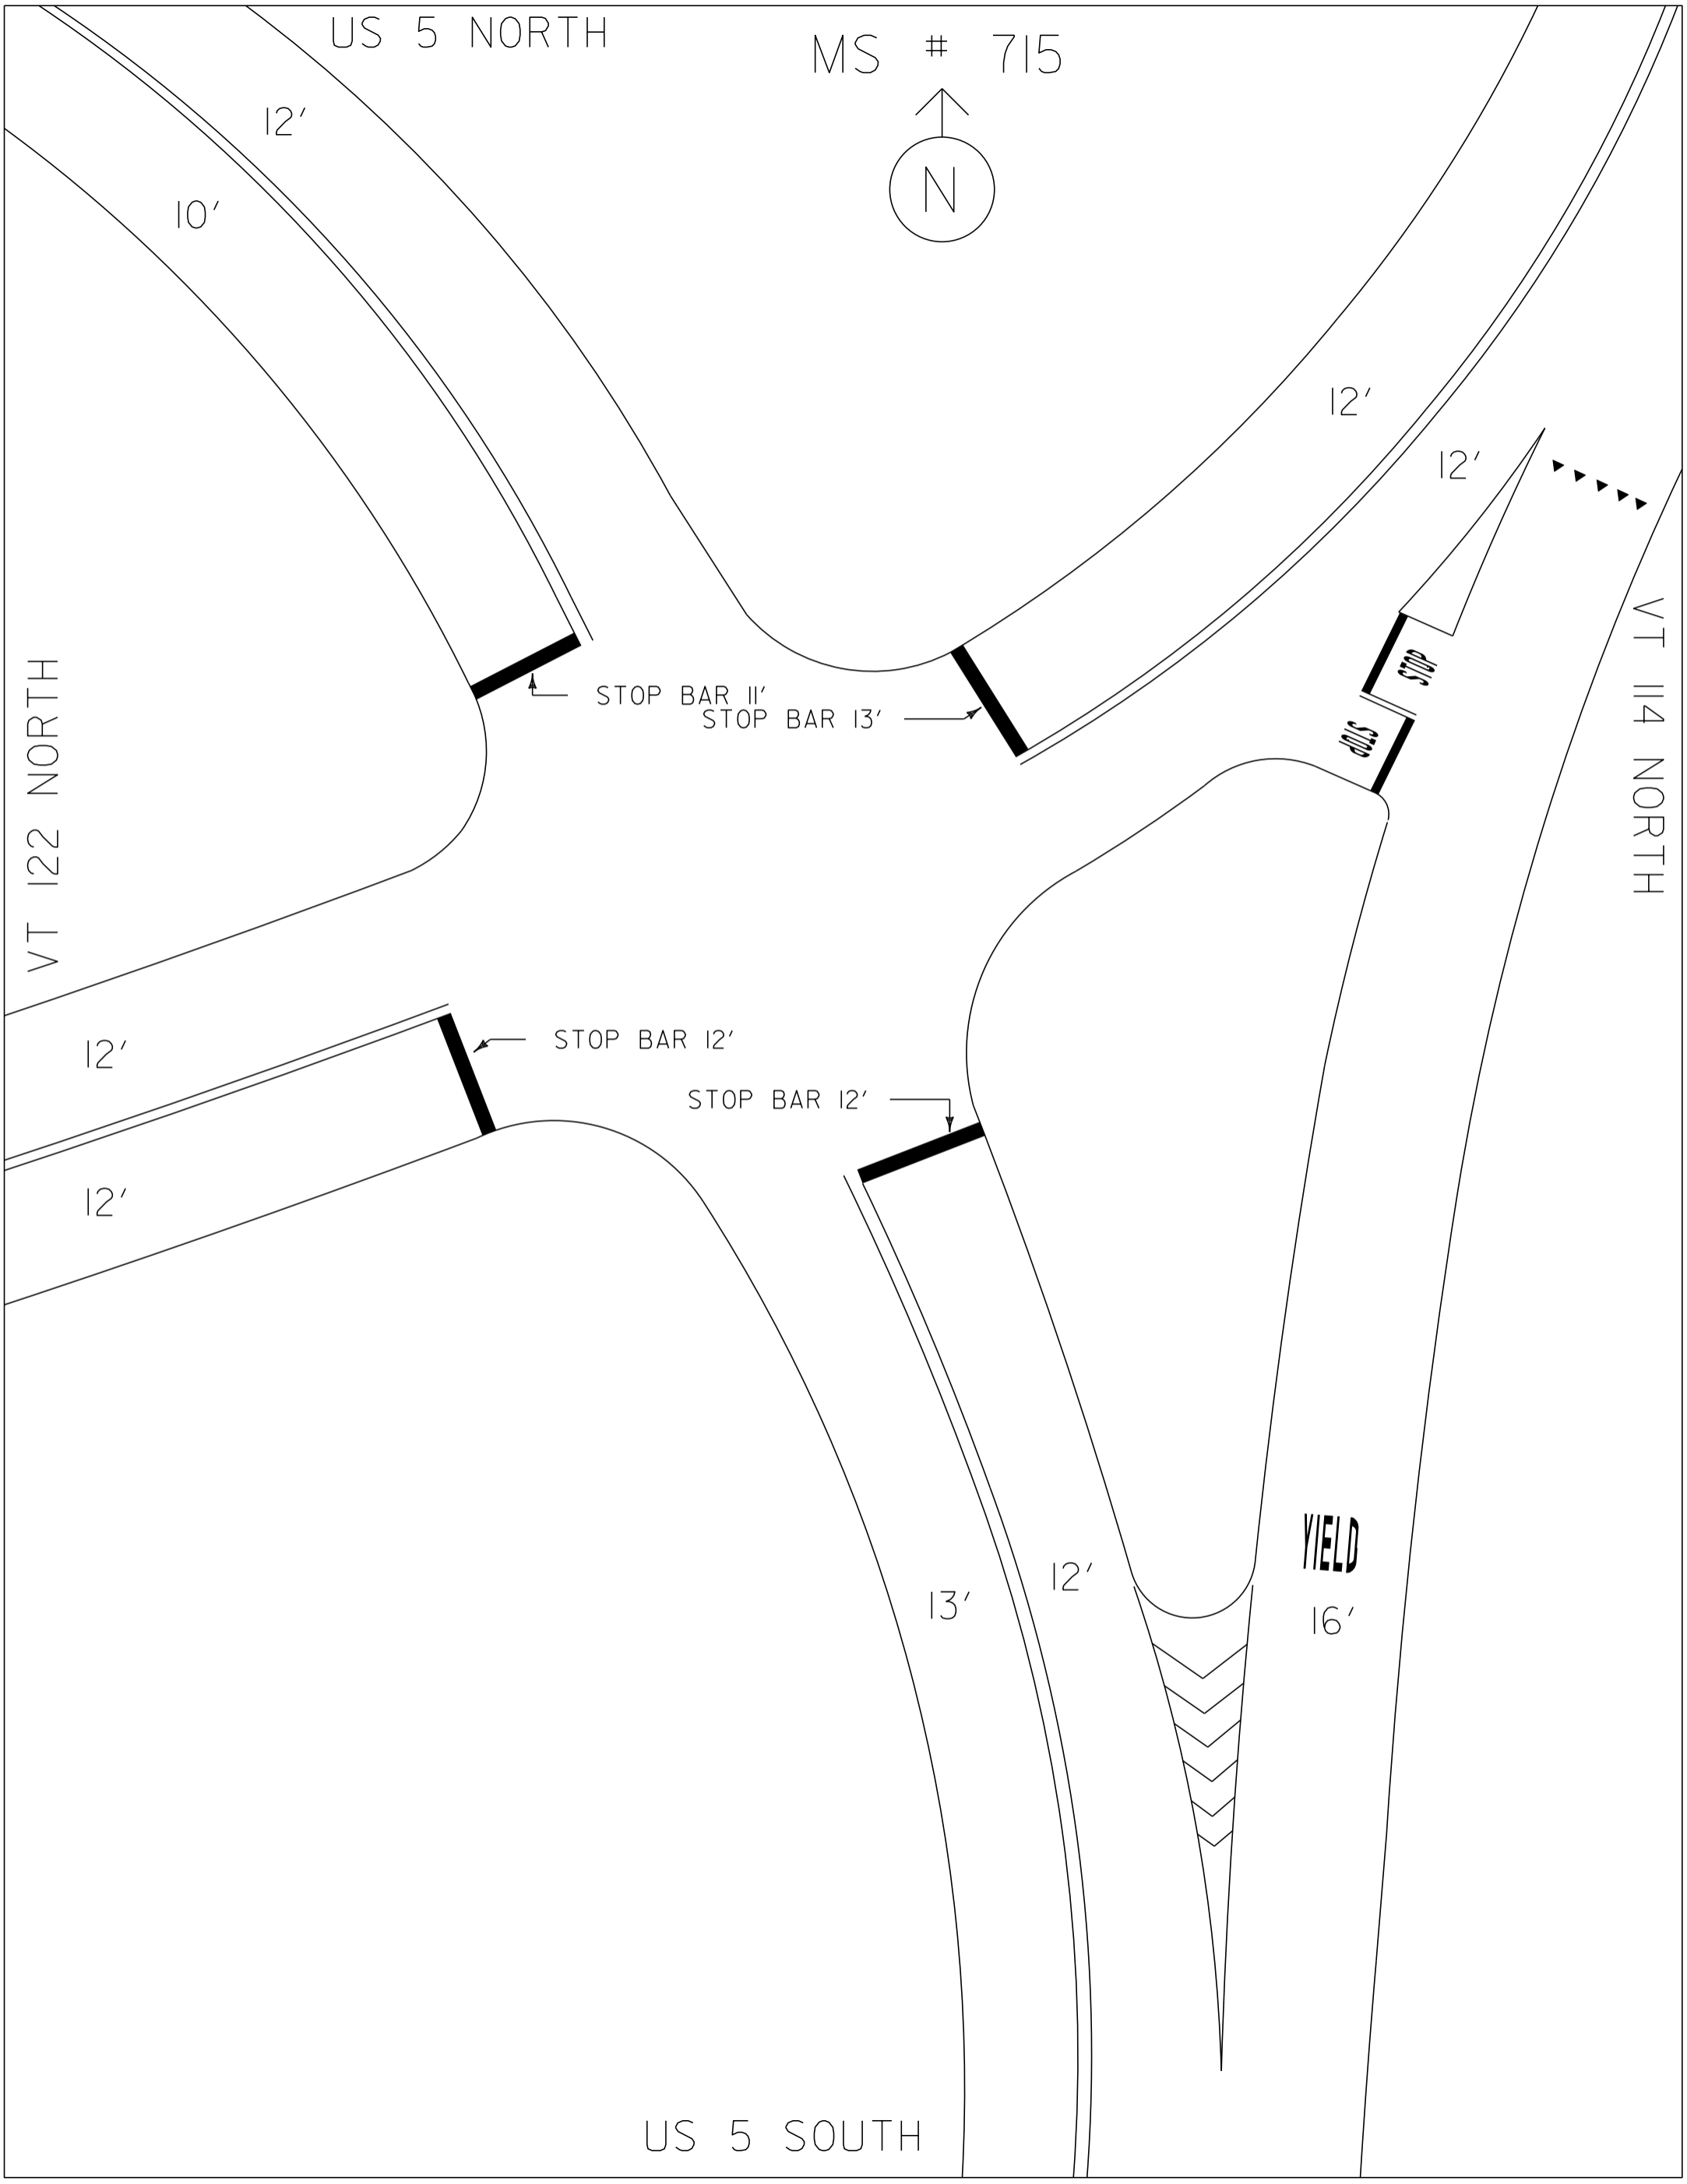 US 5 NORTH
MS # 715
N
12'
10'
12'
12'
STOP
STOP
STOP BAR 11'
STOP BAR 13'
VT 122 NORTH
VT 114 NORTH
12'
STOP BAR 12'
STOP BAR 12'
12'
YIELD
12'
13'
16'
US 5 SOUTH